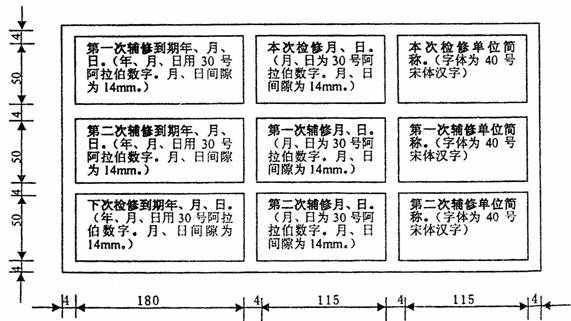 第一次辅修到期年、月、
日。（年、月、日用 30 号
阿拉伯数字。月、日间隙
为 14mm。）
本次检修月、日。
（月、日为 30 号阿
拉伯数字。月、日
间隙为 14mm。）
本次检修单位简
称。（字体为 40 号
宋体汉字）
第二次辅修到期年、月、
日。（年、月、日用 30 号
阿拉伯数字。月、日间隙
为 14mm。）
第一次辅修月、日。
（月、日为 30 号阿
拉伯数字。月、日
间隙为 14mm。）
第一次辅修单位简
称。（字体为 40 号
宋体汉字）
下次检修到期年、月、日。
（年、月、日用 30 号阿拉
伯数字。月、日间隙为
14mm。）
第二次辅修月、日。
（月、日为 30 号阿
拉伯数字。月、日
间隙为 14mm。）
第二次辅修单位简
称。（字体为 40 号
宋体汉字）
4
50
4
50
4
50
4
4 180 4 115 4 115 4